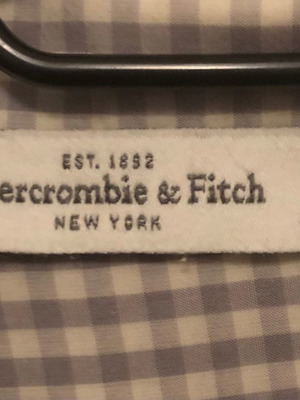 EST. 1892
ercrombie & Fitch
NEW YORK